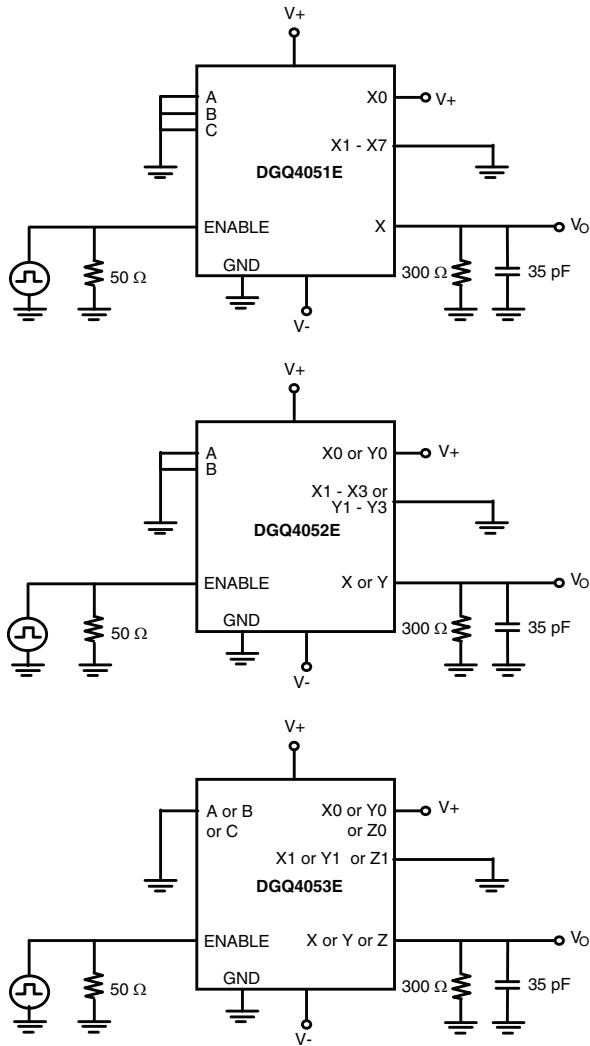 V+
A
X0
V+
B
C
X1 - X7
DGQ4051E
ENABLE
X
VO
50 Ω
GND
300 Ω
35 pF
V-
V+
A
X0 or Y0
V+
B
X1 - X3 or
Y1 - Y3
DGQ4052E
ENABLE
X or Y
VO
50 Ω
GND
300 Ω
35 pF
V-
V+
A or B
or C
X0 or Y0
or Z0
V+
X1 or Y1 or Z1
DGQ4053E
ENABLE
X or Y or Z
VO
50 Ω
GND
300 Ω
35 pF
V-